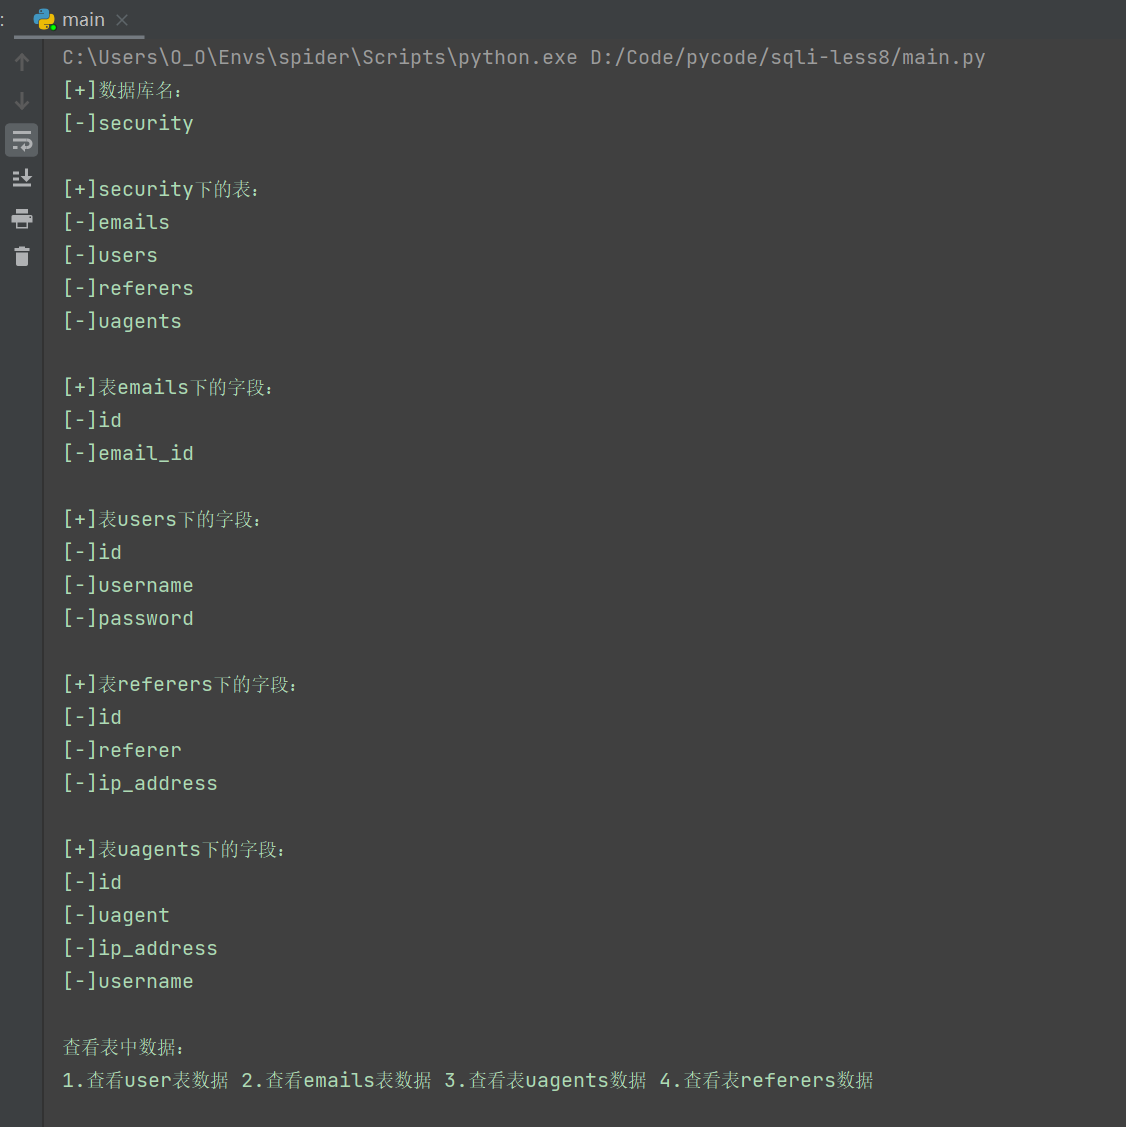 : main
C:\Users\O_O\Envs\spider\Scripts\python.exe D:/Code/pycode/sqli-less8/main.py
[+]数据库名:
[-]security
[+]security下的表:
[-]emails
[-]users
[-]referers
[-]uagents
[+]表emails下的字段:
[-]id
[-]email_id
[+]表users下的字段:
[-]id
[-]username
[-]password
[+]表referers下的字段:
[-]id
[-]referer
[-]ip_address
[+]表uagents下的字段:
[-]id
[-]uagent
[-]ip_address
[-]username
查看表中数据:
1.查看user表数据 2.查看emails表数据 3.查看表uagents数据 4.查看表referers数据